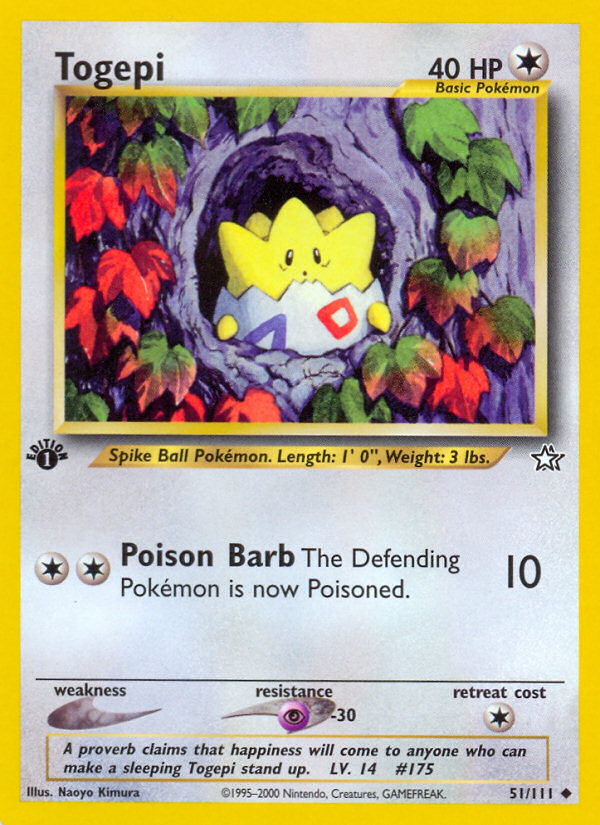 Togepi
40 HP
Basic Pokémon
EDITION
1
Spike Ball Pokémon. Length: 1' 0", Weight: 3 lbs.
Poison Barb The Defending
Pokémon is now Poisoned.
10
weakness
resistance
retreat cost
-30
A proverb claims that happiness will come to anyone who can
make a sleeping Togepi stand up. LV. 14 #175
Illus. Naoyo Kimura
©1995-2000 Nintendo, Creatures, GAMEFREAK.
51/111